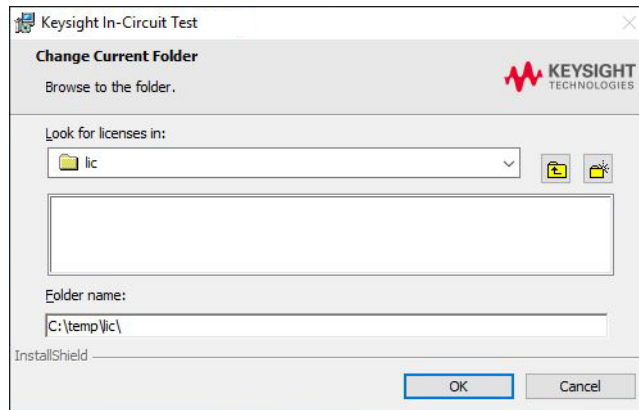 Keysight In-Circuit Test
Change Current Folder
Browse to the folder.
KEYSIGHT
TECHNOLOGIES
Look for licenses in:
lic
Folder name:
C:\temp\lic\
InstallShield
OK Cancel